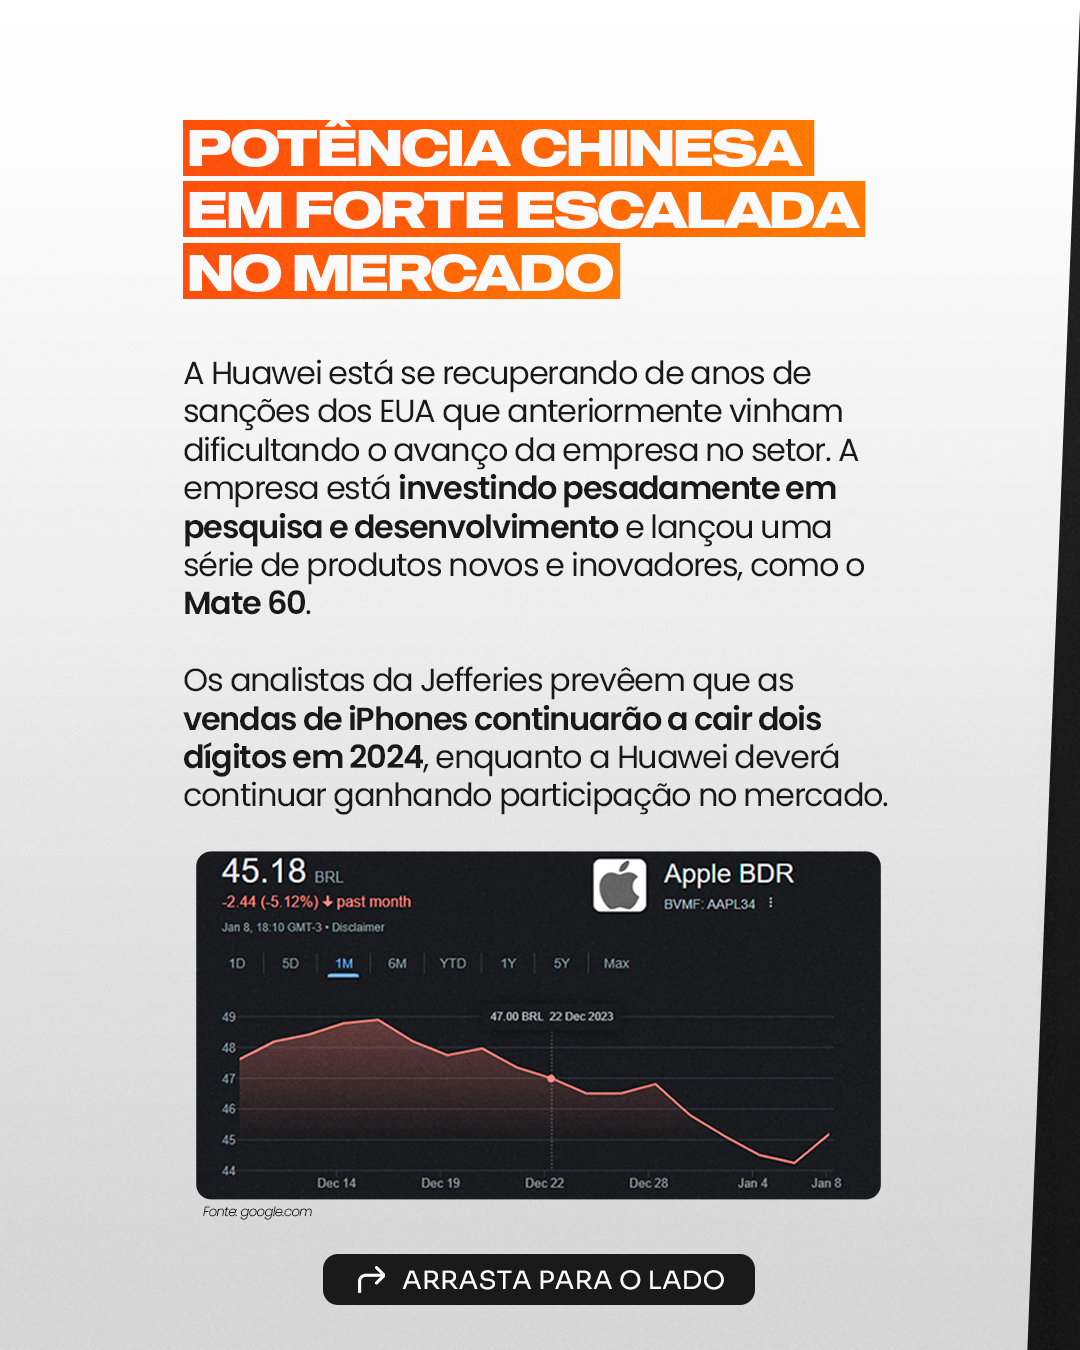 POTÊNCIA CHINESA
EM FORTE ESCALADA
NO MERCADO
A Huawei está se recuperando de anos de
sanções dos EUA que anteriormente vinham
dificultando o avanço da empresa no setor. A
empresa está investindo pesadamente em
pesquisa e desenvolvimento e lançou uma
série de produtos novos e inovadores, como o
Mate 60.
Os analistas da Jefferies prevêem que as
vendas de iPhones continuarão a cair dois
dígitos em 2024, enquanto a Huawei deverá
continuar ganhando participação no mercado.
45.18 BRL
-2.44 (-5.12%) ↓ past month
Jan 8, 18:10 GMT-3 • Disclaimer
Apple BDR
BVMF: AAPL34
1D 5D 1M 6M YTD 1Y 5Y Max
47.00 BRL 22 Dec 2023
49
48
47
46
45
44
Dec 14 Dec 19 Dec 22 Dec 28 Jan 4 Jan 8
Fonte: google.com
ARRASTA PARA O LADO